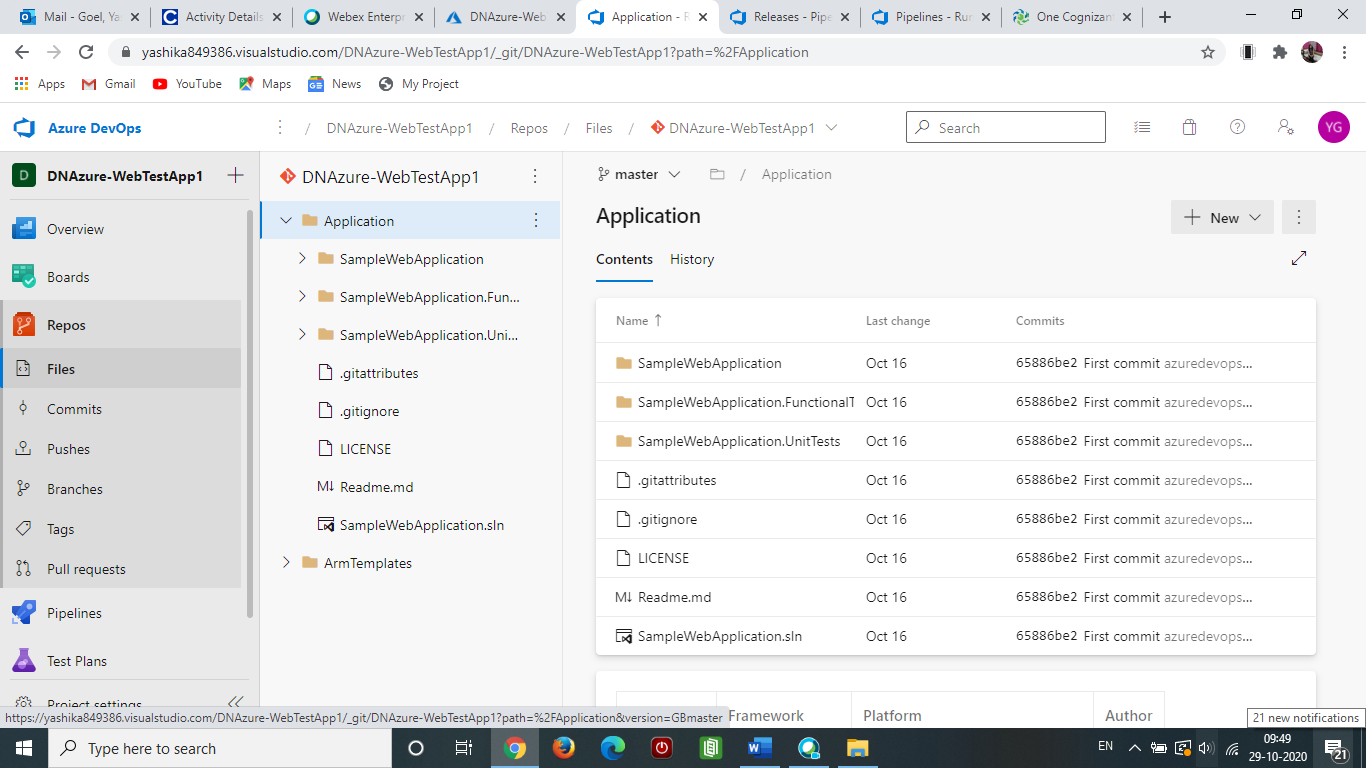 Mail - Goel, Ya
Activity Details
Webex Enterpr
DNAzure-Web
Application - R
Releases - Pipe
Pipelines - Run
One Cognizant
yashika849386.visualstudio.com/DNAzure-WebTestApp1/_git/DNAzure-WebTestApp1?path=%2FApplication
Apps
Gmail
YouTube
Maps
News
My Project
Azure DevOps
/ DNAzure-WebTestApp1 / Repos / Files / DNAzure-WebTestApp1
Search
YG
D DNAzure-WebTestApp1
Overview
Boards
Repos
Files
Commits
Pushes
Branches
Tags
Pull requests
Pipelines
Test Plans
Project settings
DNAzure-WebTestApp1
Application
SampleWebApplication
SampleWebApplication.Fun...
SampleWebApplication.Uni...
.gitattributes
.gitignore
LICENSE
Readme.md
SampleWebApplication.sln
ArmTemplates
master / Application
Application
New
Contents History
Name ↑ Last change Commits
SampleWebApplication Oct 16 65886be2 First commit azuredevops...
SampleWebApplication.FunctionalT Oct 16 65886be2 First commit azuredevops...
SampleWebApplication.UnitTests Oct 16 65886be2 First commit azuredevops...
.gitattributes Oct 16 65886be2 First commit azuredevops...
.gitignore Oct 16 65886be2 First commit azuredevops...
LICENSE Oct 16 65886be2 First commit azuredevops...
M↓ Readme.md Oct 16 65886be2 First commit azuredevops...
SampleWebApplication.sln Oct 16 65886be2 First commit azuredevops...
Framework Platform Author
https://yashika849386.visualstudio.com/DNAzure-WebTestApp1/_git/DNAzure-WebTestApp1?path=%2FApplication&version=GBmaster
21 new notifications
Type here to search
EN
09:49
29-10-2020
21